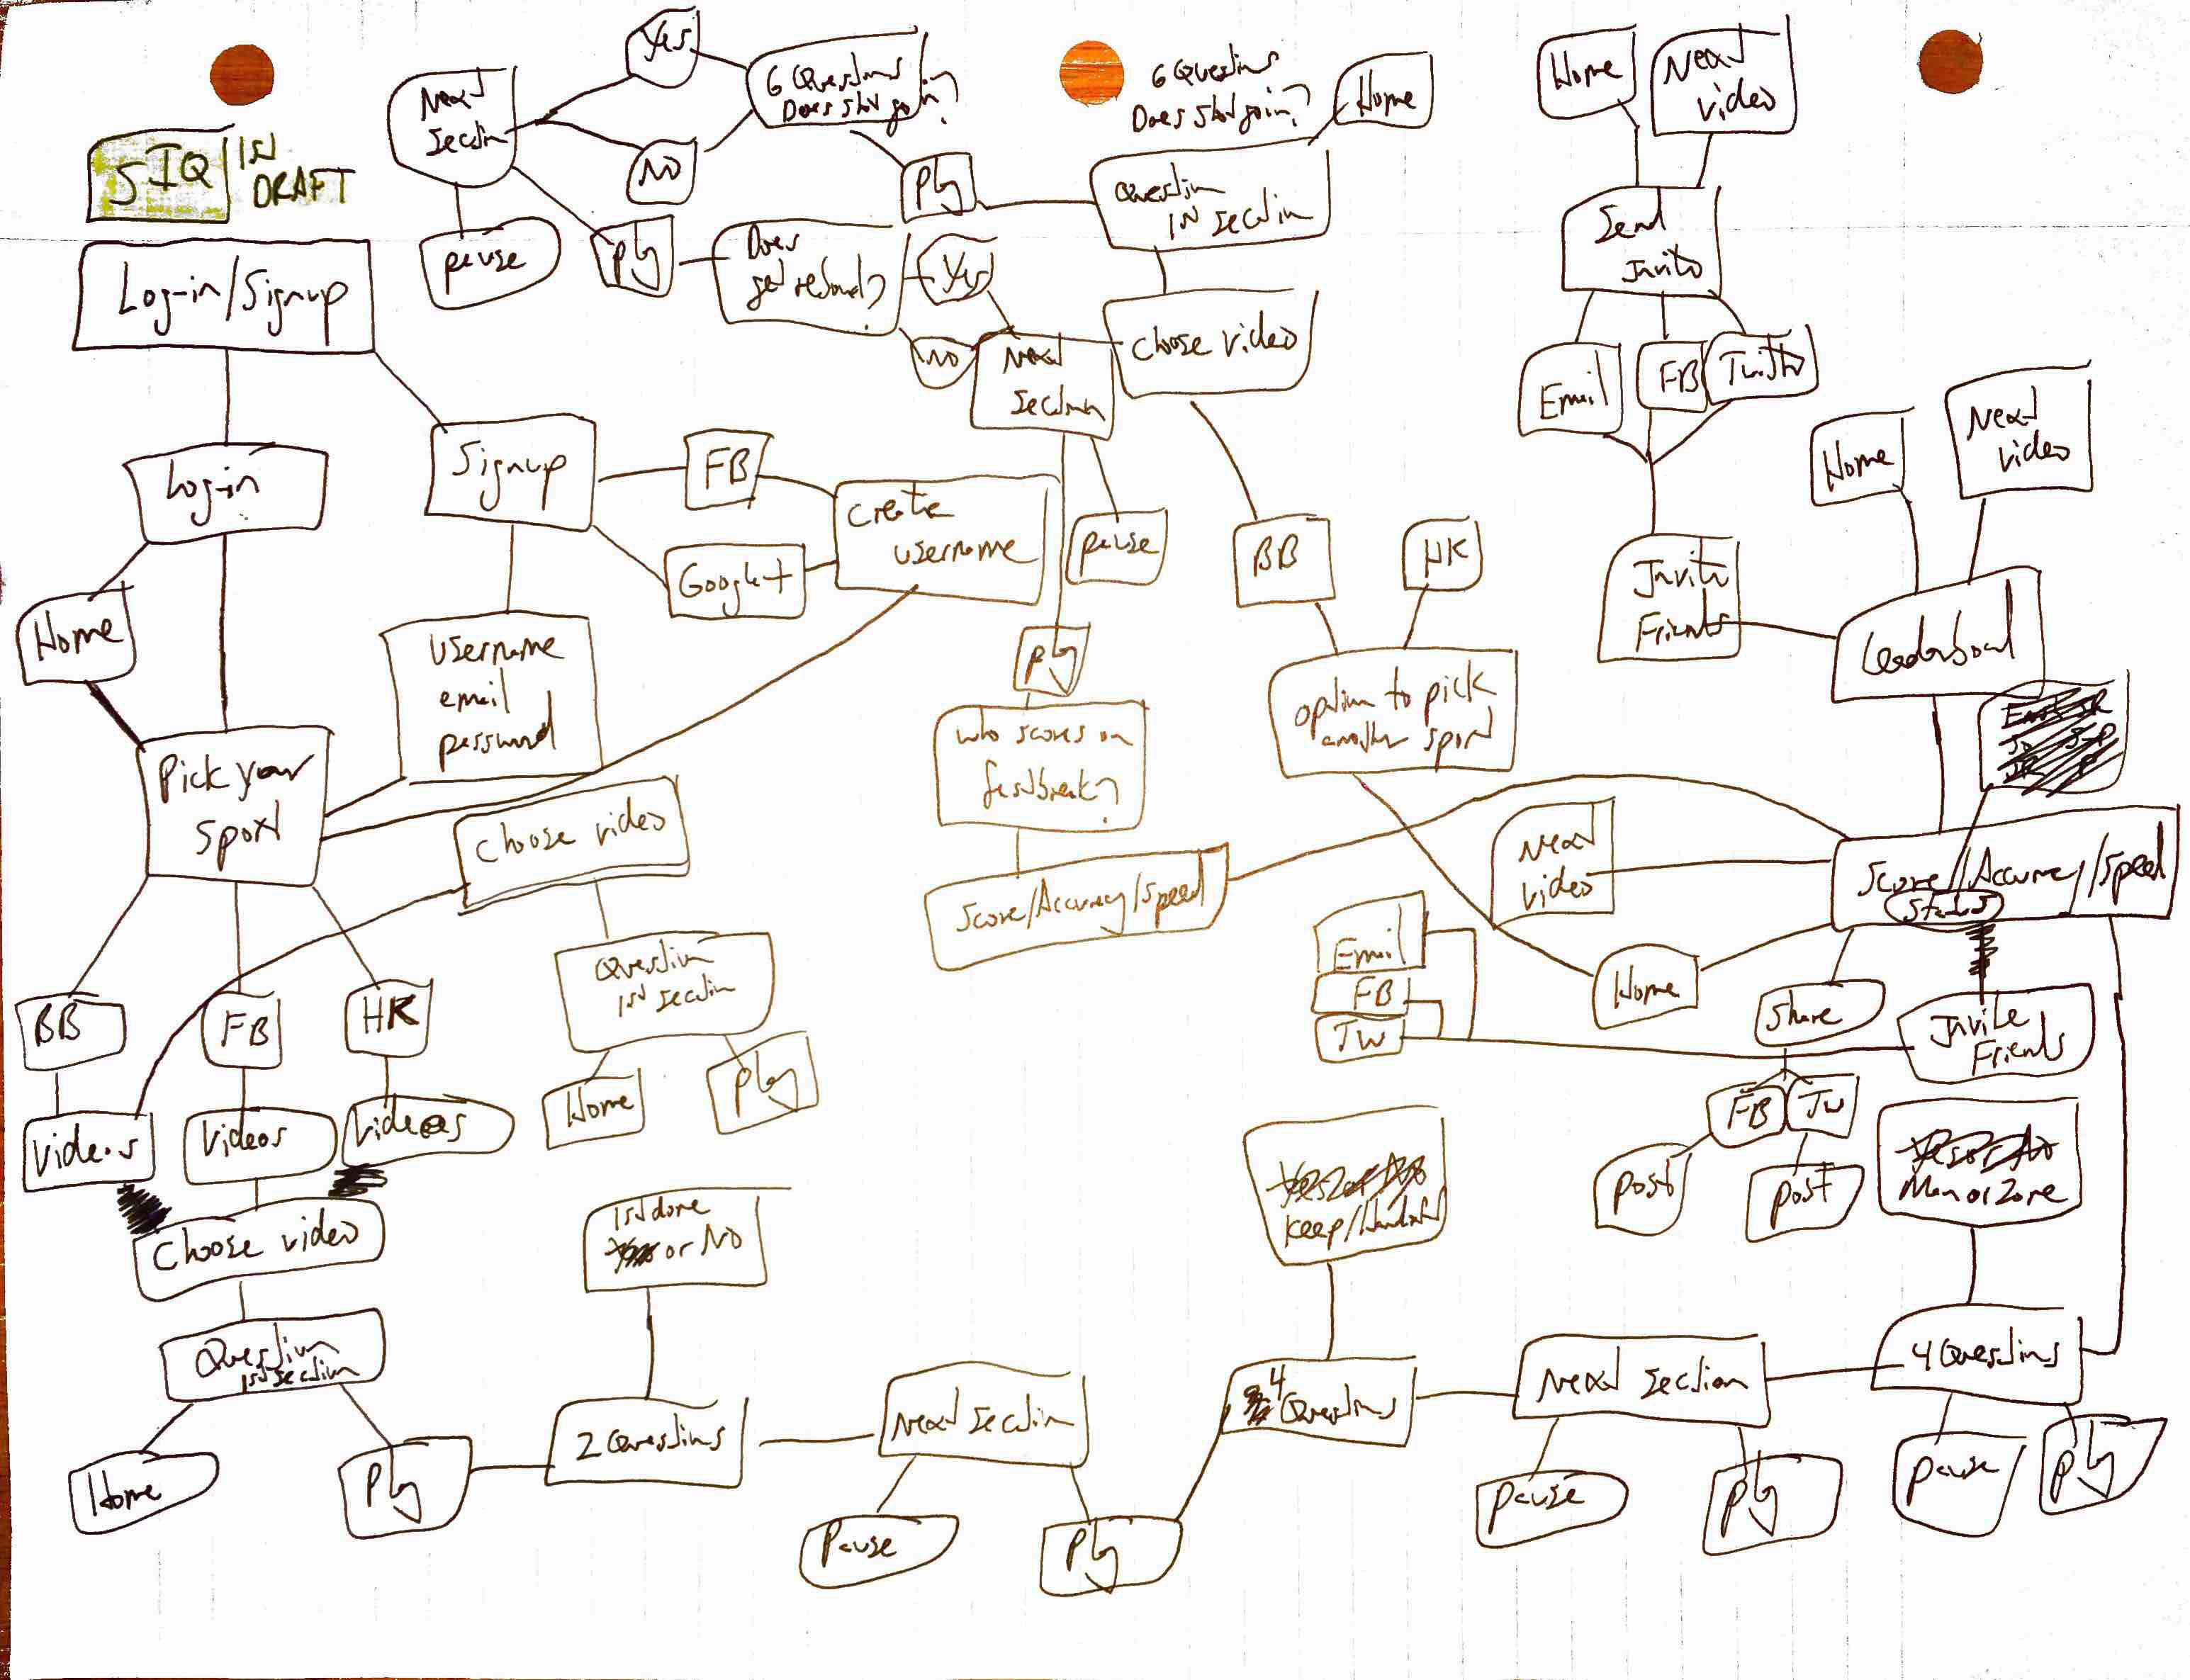 SIQ
1st
DRAFT
Next
Section
Yes
NO
6 Questions
Does shot go in?
6 Questions
Does shot go in?
Home
Home
Next
video
pause
Play
Does
get rebound?
Yes
NO
Play
Question
1st section
Send
Invite
Log-in/Signup
Next
Section
Choose video
Email
FB
Twitter
Home
Next
video
Log-in
Signup
FB
Google+
Create
username
pause
BB
HK
Invite
Friends
Leaderboard
Home
Username
email
password
Play
option to pick
another sport
Pick your
sport
Choose video
who scores on
fastbreak?
Score/Accuracy/Speed
Next
video
Score/Accuracy/Speed
Status
BB
FB
HK
Question
1st section
Email
FB
TW
Home
Share
Invite
Friends
Videos
Videos
Videos
Home
Play
FB
TW
post
post
Man or Zone
Choose video
1st down
or NO
Keep/Handoff
Question
1st section
2 Questions
Next Section
4 Questions
Next Section
4 Questions
Home
Play
Pause
Play
Pause
Play
Pause
Play